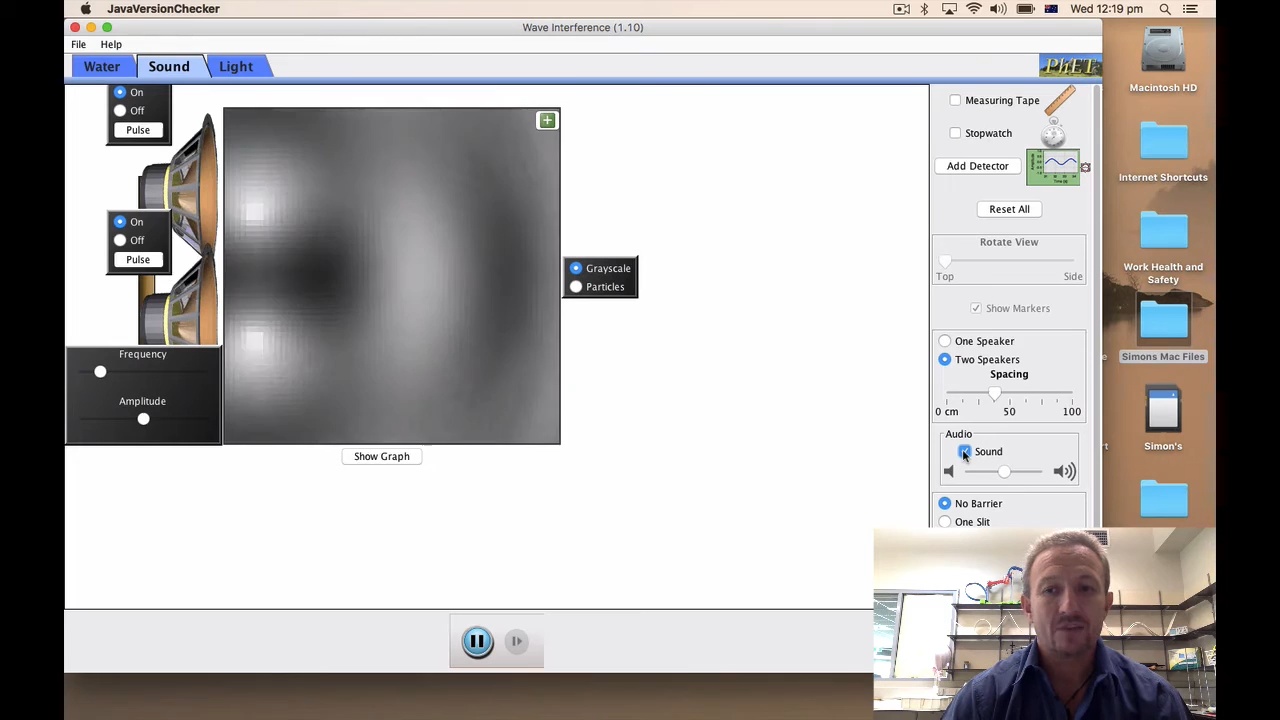 JavaVersionChecker
Wed 12:19 pm
Wave Interference (1.10)
File Help
Water Sound Light
PhET
On
Off
Pulse
On
Off
Pulse
Frequency
Amplitude
Grayscale
Particles
Show Graph
Measuring Tape
Stopwatch
Add Detector
Reset All
Rotate View
Top Side
Show Markers
One Speaker
Two Speakers
Spacing
0 cm 50 100
Audio
Sound
No Barrier
One Slit
Macintosh HD
Internet Shortcuts
Work Health and
Safety
Simons Mac Files
Simon's